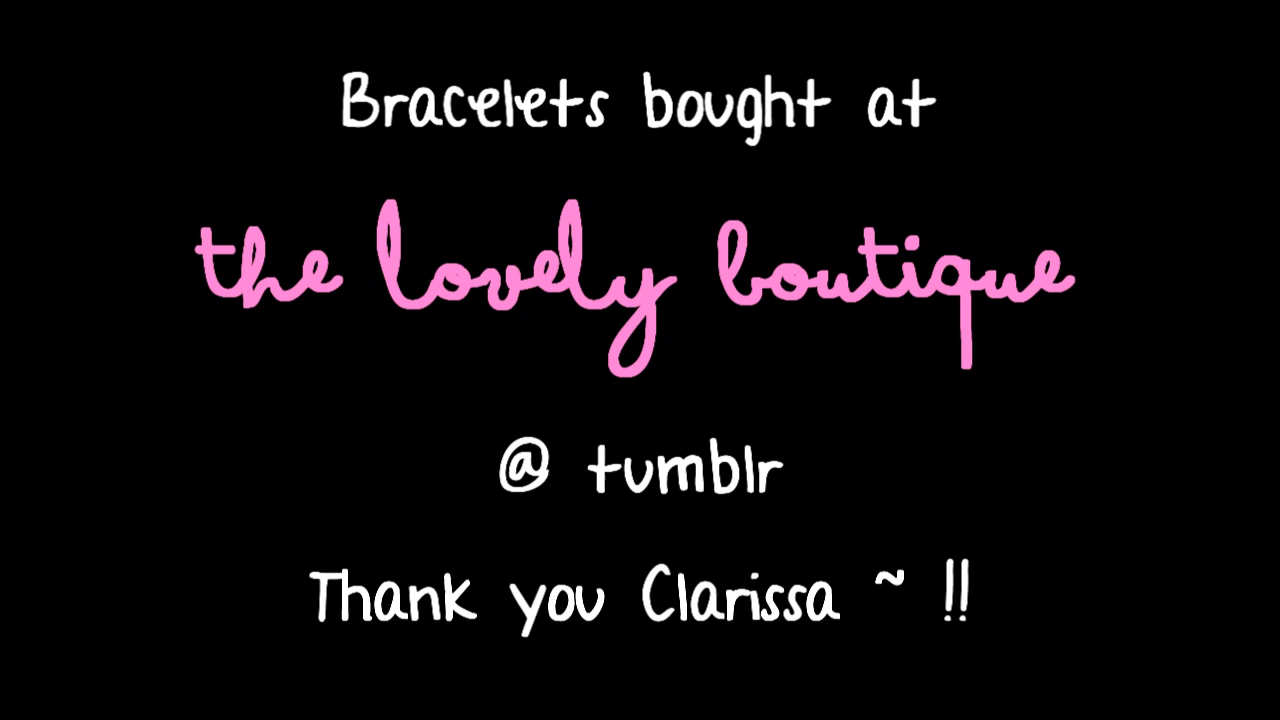 Bracelets bought at
the lovely boutique
@ tumblr
Thank you Clarissa ~ !!